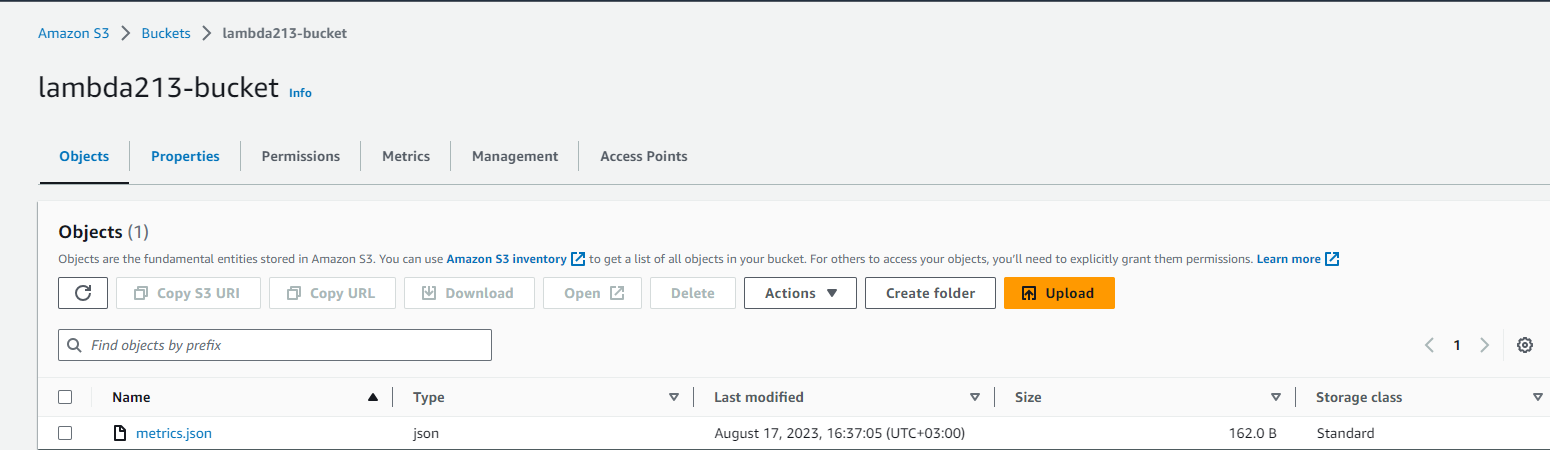 Amazon S3 > Buckets > lambda213-bucket
lambda213-bucket Info
Objects Properties Permissions Metrics Management Access Points
Objects (1)
Objects are the fundamental entities stored in Amazon S3. You can use Amazon S3 inventory to get a list of all objects in your bucket. For others to access your objects, you'll need to explicitly grant them permissions. Learn more
Copy S3 URI Copy URL Download Open Delete Actions Create folder Upload
Find objects by prefix 1
Name Type Last modified Size Storage class
metrics.json json August 17, 2023, 16:37:05 (UTC+03:00) 162.0 B Standard